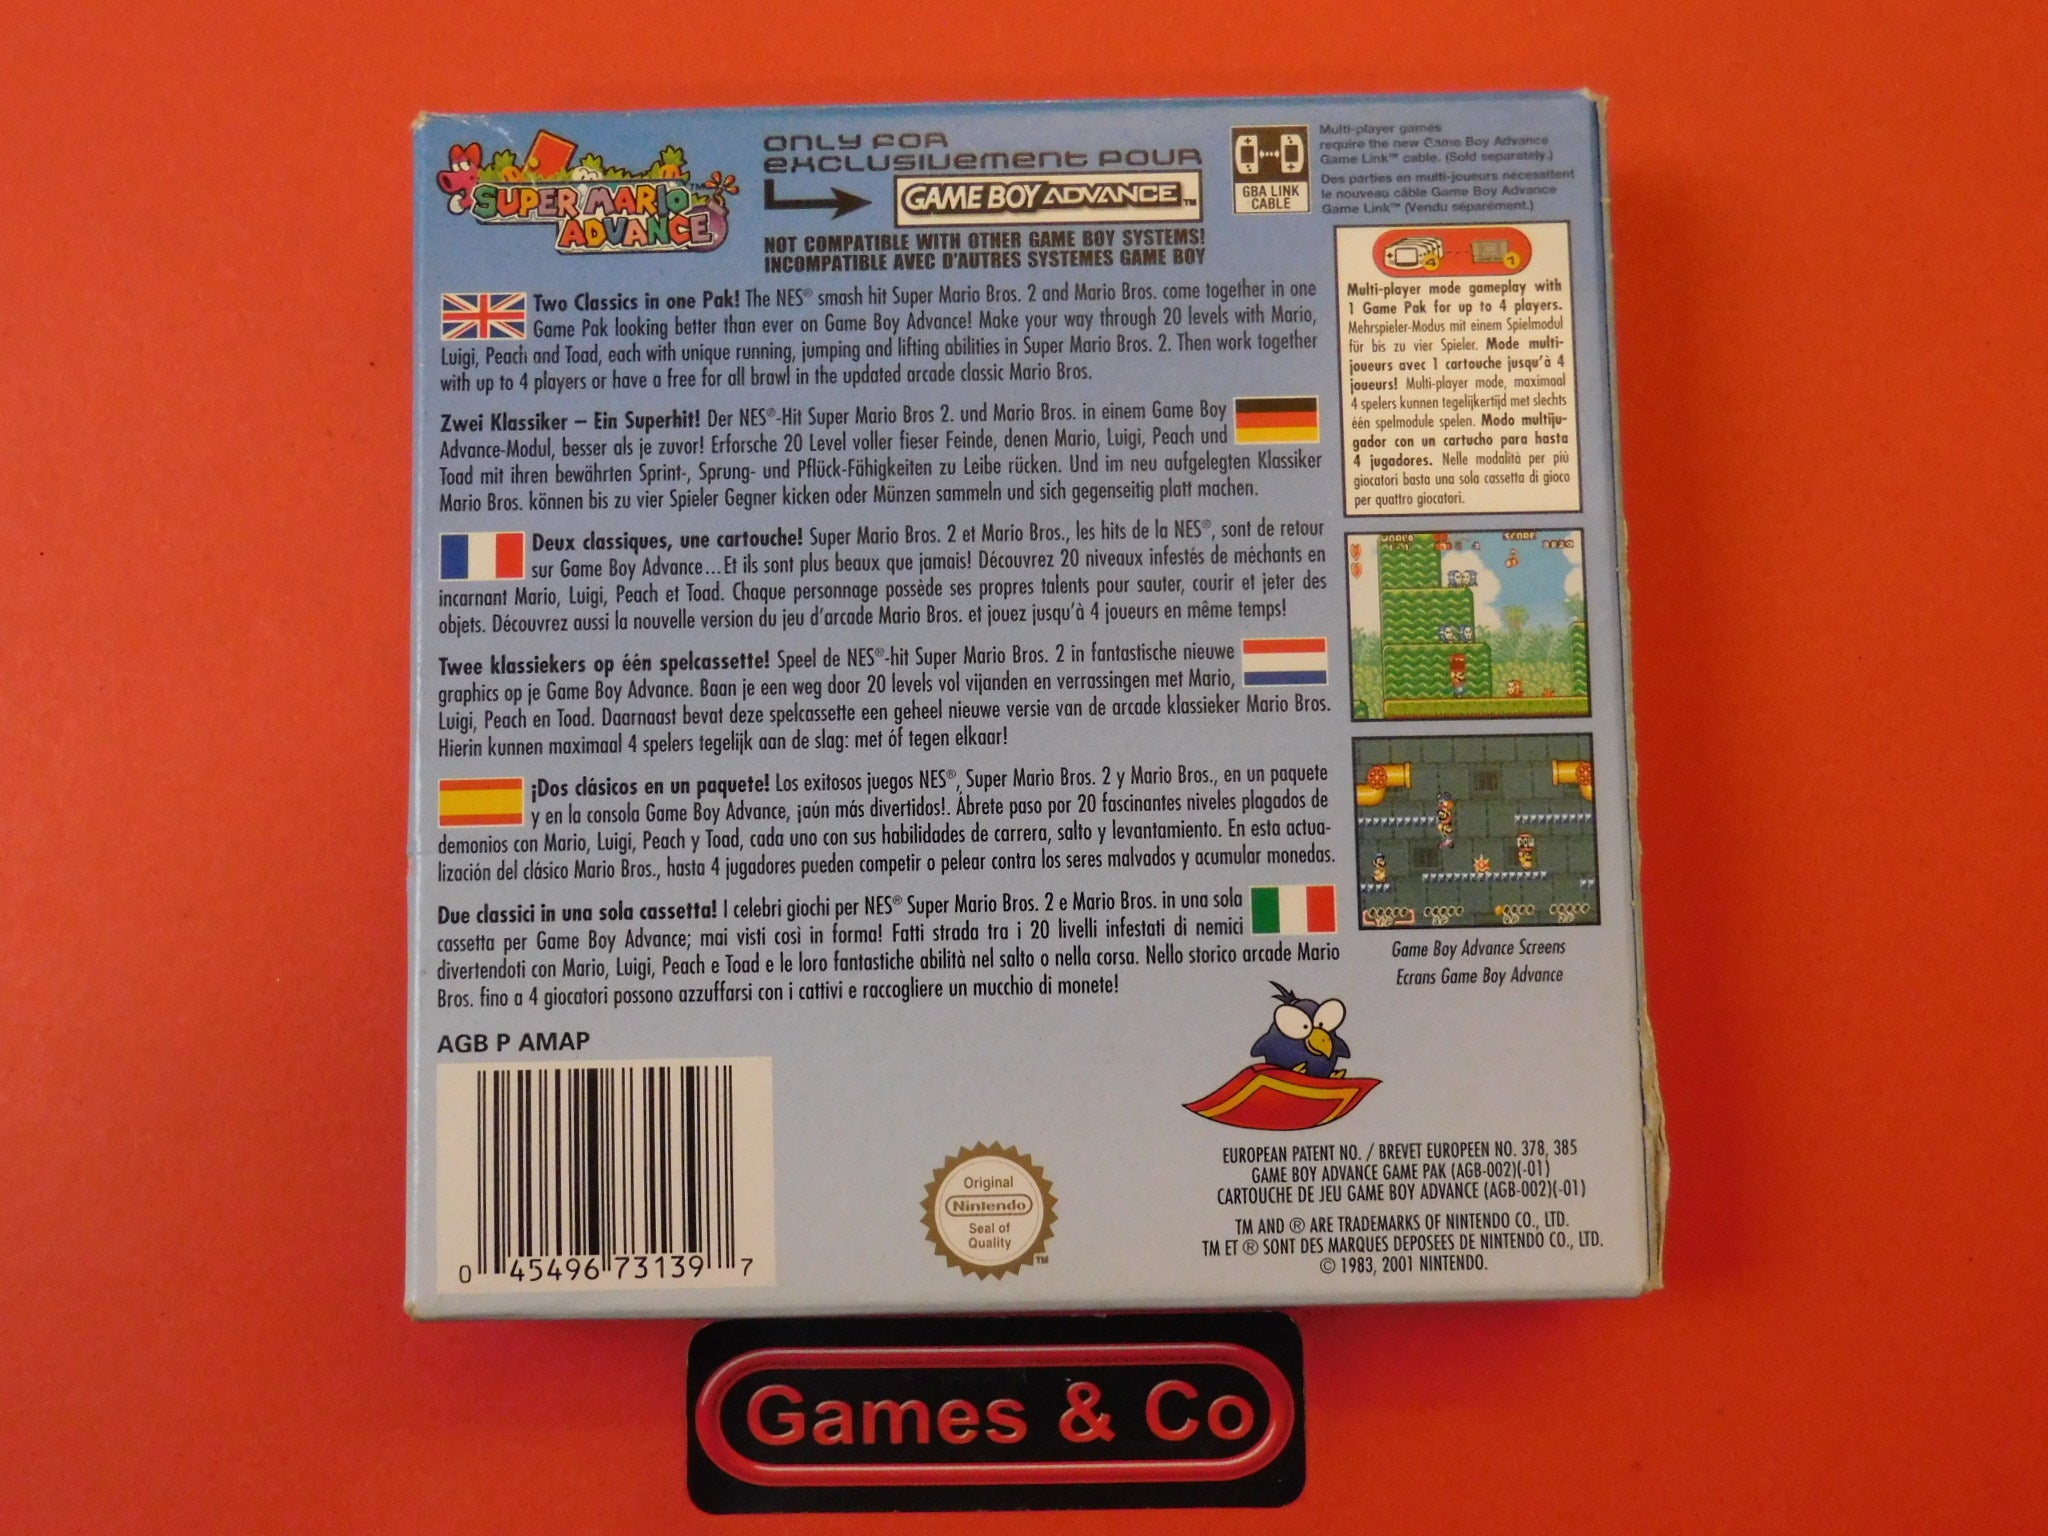 SUPER MARIO ADVANCE™
ONLY FOR
EXCLUSIVEMENT POUR
GAME BOY ADVANCE™
NOT COMPATIBLE WITH OTHER GAME BOY SYSTEMS!
INCOMPATIBLE AVEC D'AUTRES SYSTEMES GAME BOY
GBA LINK
CABLE
Multi-player games
require the new Game Boy Advance
Game Link™ cable. (Sold separately.)
Des parties en multi-joueurs nécessitent
le nouveau câble Game Boy Advance
Game Link™ (Vendu séparément.)
4 1
Multi-player mode gameplay with
1 Game Pak for up to 4 players.
Mehrspieler-Modus mit einem Spielmodul
für bis zu vier Spieler. Mode multi-
joueurs avec 1 cartouche jusqu'à 4
joueurs! Multi-player mode, maximaal
4 spelers kunnen tegelijkertijd met slechts
één spelmodule spelen. Modo multiju-
gador con un cartucho para hasta
4 jugadores. Nelle modalità per più
giocatori basta una sola cassetta di gioco
per quattro giocatori.
Two Classics in one Pak! The NES® smash hit Super Mario Bros. 2 and Mario Bros. come together in one
Game Pak looking better than ever on Game Boy Advance! Make your way through 20 levels with Mario,
Luigi, Peach and Toad, each with unique running, jumping and lifting abilities in Super Mario Bros. 2. Then work together
with up to 4 players or have a free for all brawl in the updated arcade classic Mario Bros.
Zwei Klassiker – Ein Superhit! Der NES®-Hit Super Mario Bros 2. und Mario Bros. in einem Game Boy
Advance-Modul, besser als je zuvor! Erforsche 20 Level voller fieser Feinde, denen Mario, Luigi, Peach und
Toad mit ihren bewährten Sprint-, Sprung- und Pflück-Fähigkeiten zu Leibe rücken. Und im neu aufgelegten Klassiker
Mario Bros. können bis zu vier Spieler Gegner kicken oder Münzen sammeln und sich gegenseitig platt machen.
Deux classiques, une cartouche! Super Mario Bros. 2 et Mario Bros., les hits de la NES®, sont de retour
sur Game Boy Advance...Et ils sont plus beaux que jamais! Découvrez 20 niveaux infestés de méchants en
incarnant Mario, Luigi, Peach et Toad. Chaque personnage possède ses propres talents pour sauter, courir et jeter des
objets. Découvrez aussi la nouvelle version du jeu d'arcade Mario Bros. et jouez jusqu'à 4 joueurs en même temps!
Twee klassiekers op één spelcassette! Speel de NES®-hit Super Mario Bros. 2 in fantastische nieuwe
graphics op je Game Boy Advance. Baan je een weg door 20 levels vol vijanden en verrassingen met Mario,
Luigi, Peach en Toad. Daarnaast bevat deze spelcassette een geheel nieuwe versie van de arcade klassieker Mario Bros.
Hierin kunnen maximaal 4 spelers tegelijk aan de slag: met óf tegen elkaar!
¡Dos clásicos en un paquete! Los exitosos juegos NES®, Super Mario Bros. 2 y Mario Bros., en un paquete
y en la consola Game Boy Advance, ¡aún más divertidos!. Ábrete paso por 20 fascinantes niveles plagados de
demonios con Mario, Luigi, Peach y Toad, cada uno con sus habilidades de carrera, salto y levantamiento. En esta actua-
lización del clásico Mario Bros., hasta 4 jugadores pueden competir o pelear contra los seres malvados y acumular monedas.
Due classici in una sola cassetta! I celebri giochi per NES® Super Mario Bros. 2 e Mario Bros. in una sola
cassetta per Game Boy Advance; mai visti così in forma! Fatti strada tra i 20 livelli infestati di nemici
divertendoti con Mario, Luigi, Peach e Toad e le loro fantastiche abilità nel salto o nella corsa. Nello storico arcade Mario
Bros. fino a 4 giocatori possono azzuffarsi con i cattivi e raccogliere un mucchio di monete!
WORLD
1-1
SCORE
POW
Game Boy Advance Screens
Ecrans Game Boy Advance
AGB P AMAP
0 45496 73139 7
Original
Nintendo
Seal of
Quality
™
EUROPEAN PATENT NO. / BREVET EUROPEEN NO. 378, 385
GAME BOY ADVANCE GAME PAK (AGB-002)(-01)
CARTOUCHE DE JEU GAME BOY ADVANCE (AGB-002)(-01)
TM AND ® ARE TRADEMARKS OF NINTENDO CO., LTD.
TM ET ® SONT DES MARQUES DEPOSEES DE NINTENDO CO., LTD.
© 1983, 2001 NINTENDO.
Games & Co